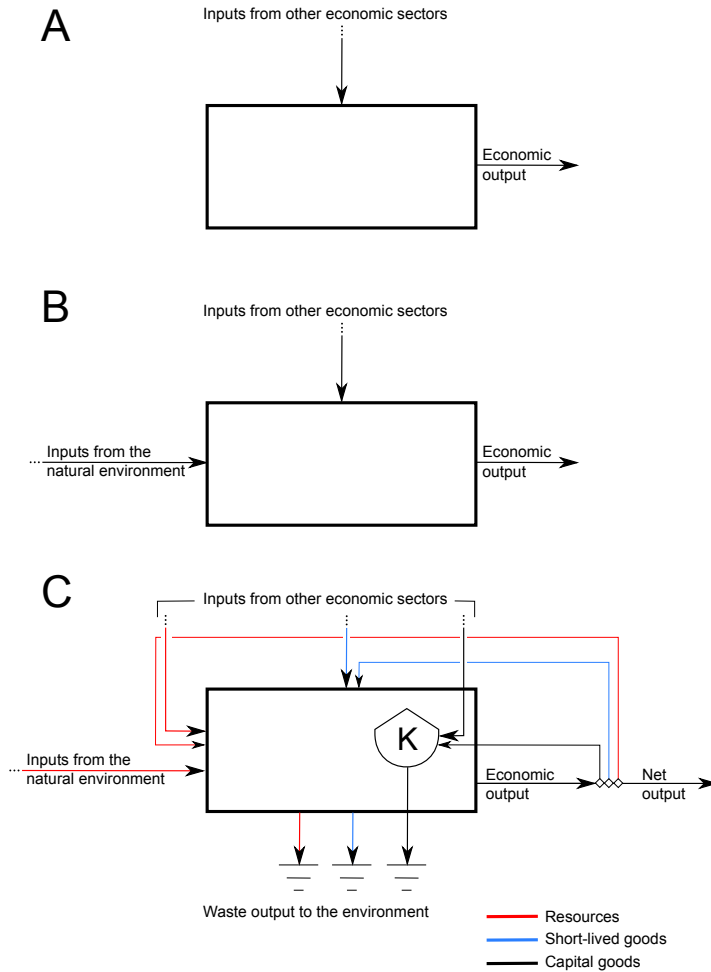 A
Inputs from other economic sectors
Economic
output
B
Inputs from other economic sectors
Inputs from the
natural environment
Economic
output
C
Inputs from other economic sectors
K
Inputs from the
natural environment
Economic
output
Net
output
Waste output to the environment
Resources
Short-lived goods
Capital goods